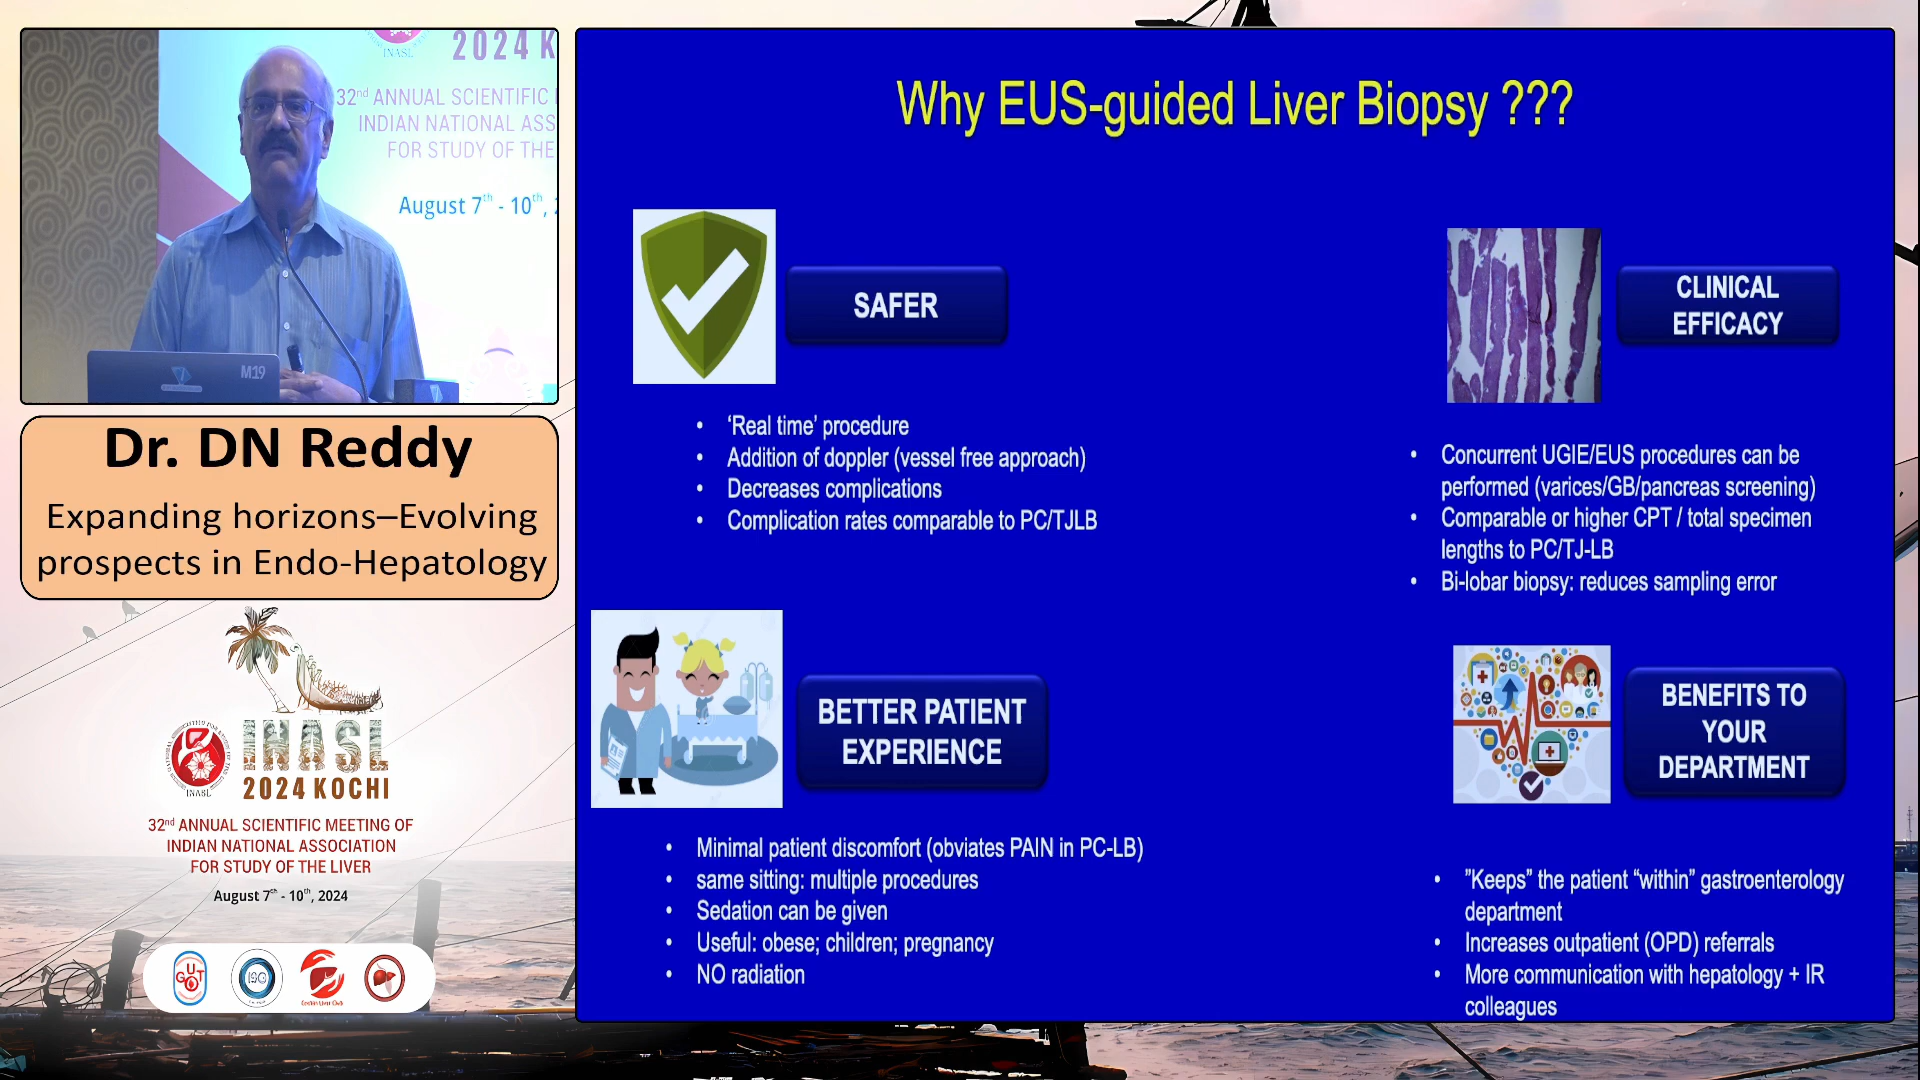 2024 K
INASL
32nd ANNUAL SCIENTIFIC
INDIAN NATIONAL ASS
FOR STUDY OF THE
August 7th - 10th,
M19
Dr. DN Reddy
Expanding horizons–Evolving
prospects in Endo-Hepatology
INASL
INASL
2024 KOCHI
32nd ANNUAL SCIENTIFIC MEETING OF
INDIAN NATIONAL ASSOCIATION
FOR STUDY OF THE LIVER
August 7th - 10th, 2024
GUT
ISG
Cochin Liver Club
Why EUS-guided Liver Biopsy ???
SAFER
• ‘Real time’ procedure
• Addition of doppler (vessel free approach)
• Decreases complications
• Complication rates comparable to PC/TJLB
CLINICAL
EFFICACY
• Concurrent UGIE/EUS procedures can be
performed (varices/GB/pancreas screening)
• Comparable or higher CPT / total specimen
lengths to PC/TJ-LB
• Bi-lobar biopsy: reduces sampling error
BETTER PATIENT
EXPERIENCE
• Minimal patient discomfort (obviates PAIN in PC-LB)
• same sitting: multiple procedures
• Sedation can be given
• Useful: obese; children; pregnancy
• NO radiation
BENEFITS TO
YOUR
DEPARTMENT
• ”Keeps” the patient “within” gastroenterology
department
• Increases outpatient (OPD) referrals
• More communication with hepatology + IR
colleagues